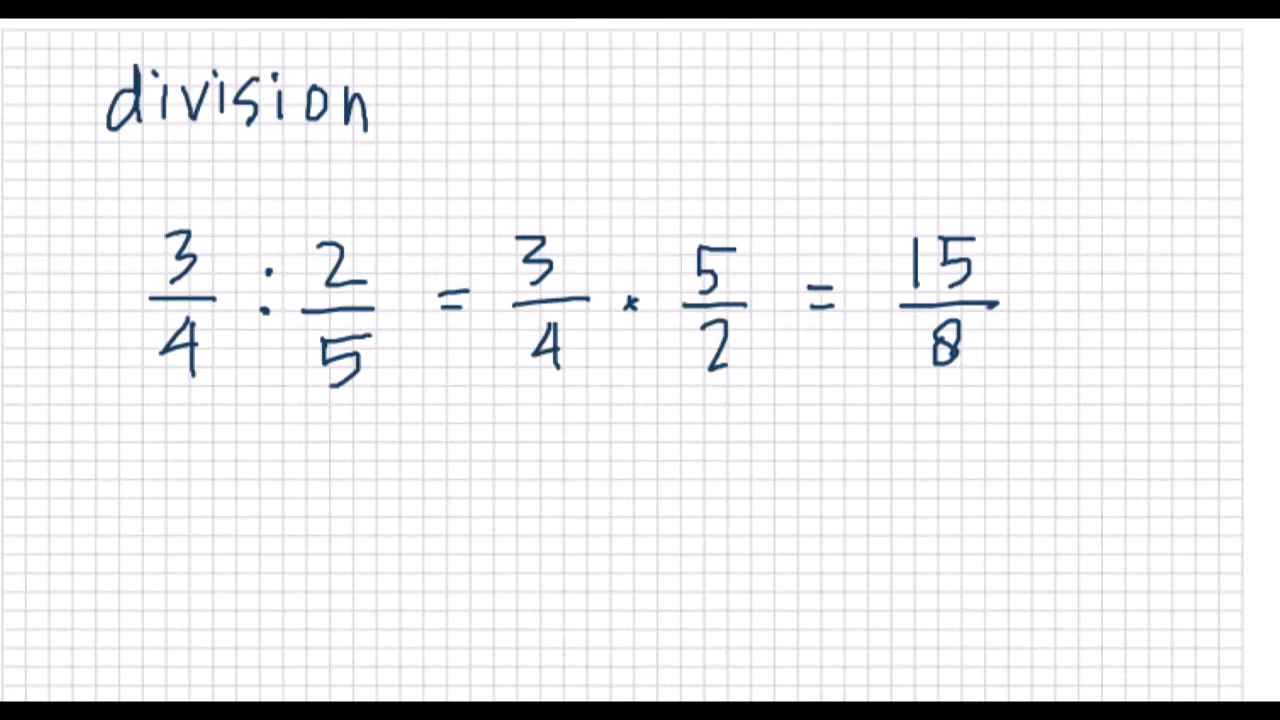 division
3/4 : 2/5 = 3/4 * 5/2 = 15/8